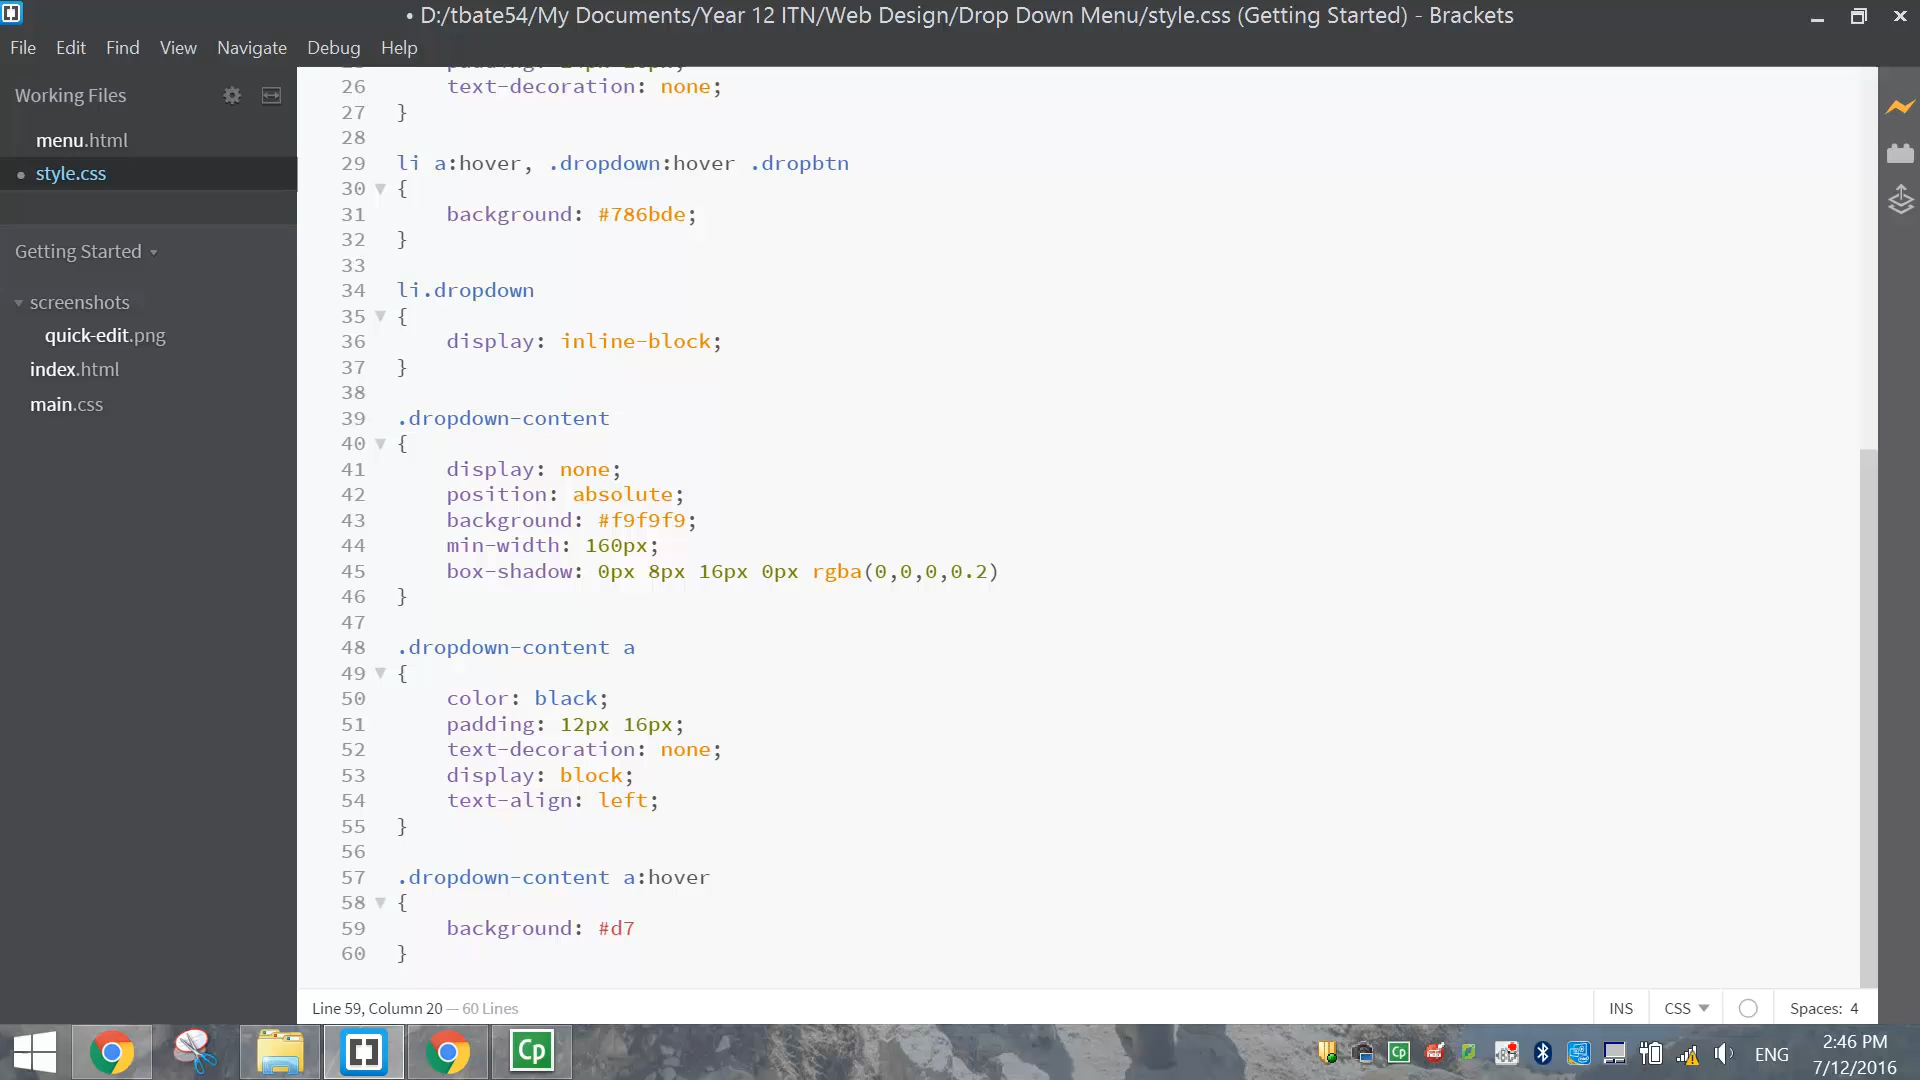 • D:/tbate54/My Documents/Year 12 ITN/Web Design/Drop Down Menu/style.css (Getting Started) - Brackets
File Edit Find View Navigate Debug Help
Working Files
menu.html
• style.css
Getting Started
screenshots
quick-edit.png
index.html
main.css
26 text-decoration: none;
27 }
28
29 li a:hover, .dropdown:hover .dropbtn
30 {
31 background: #786bde;
32 }
33
34 li.dropdown
35 {
36 display: inline-block;
37 }
38
39 .dropdown-content
40 {
41 display: none;
42 position: absolute;
43 background: #f9f9f9;
44 min-width: 160px;
45 box-shadow: 0px 8px 16px 0px rgba(0,0,0,0.2)
46 }
47
48 .dropdown-content a
49 {
50 color: black;
51 padding: 12px 16px;
52 text-decoration: none;
53 display: block;
54 text-align: left;
55 }
56
57 .dropdown-content a:hover
58 {
59 background: #d7
60 }
Line 59, Column 20 — 60 Lines
INS CSS Spaces: 4
Cp
Cp
ENG
2:46 PM
7/12/2016